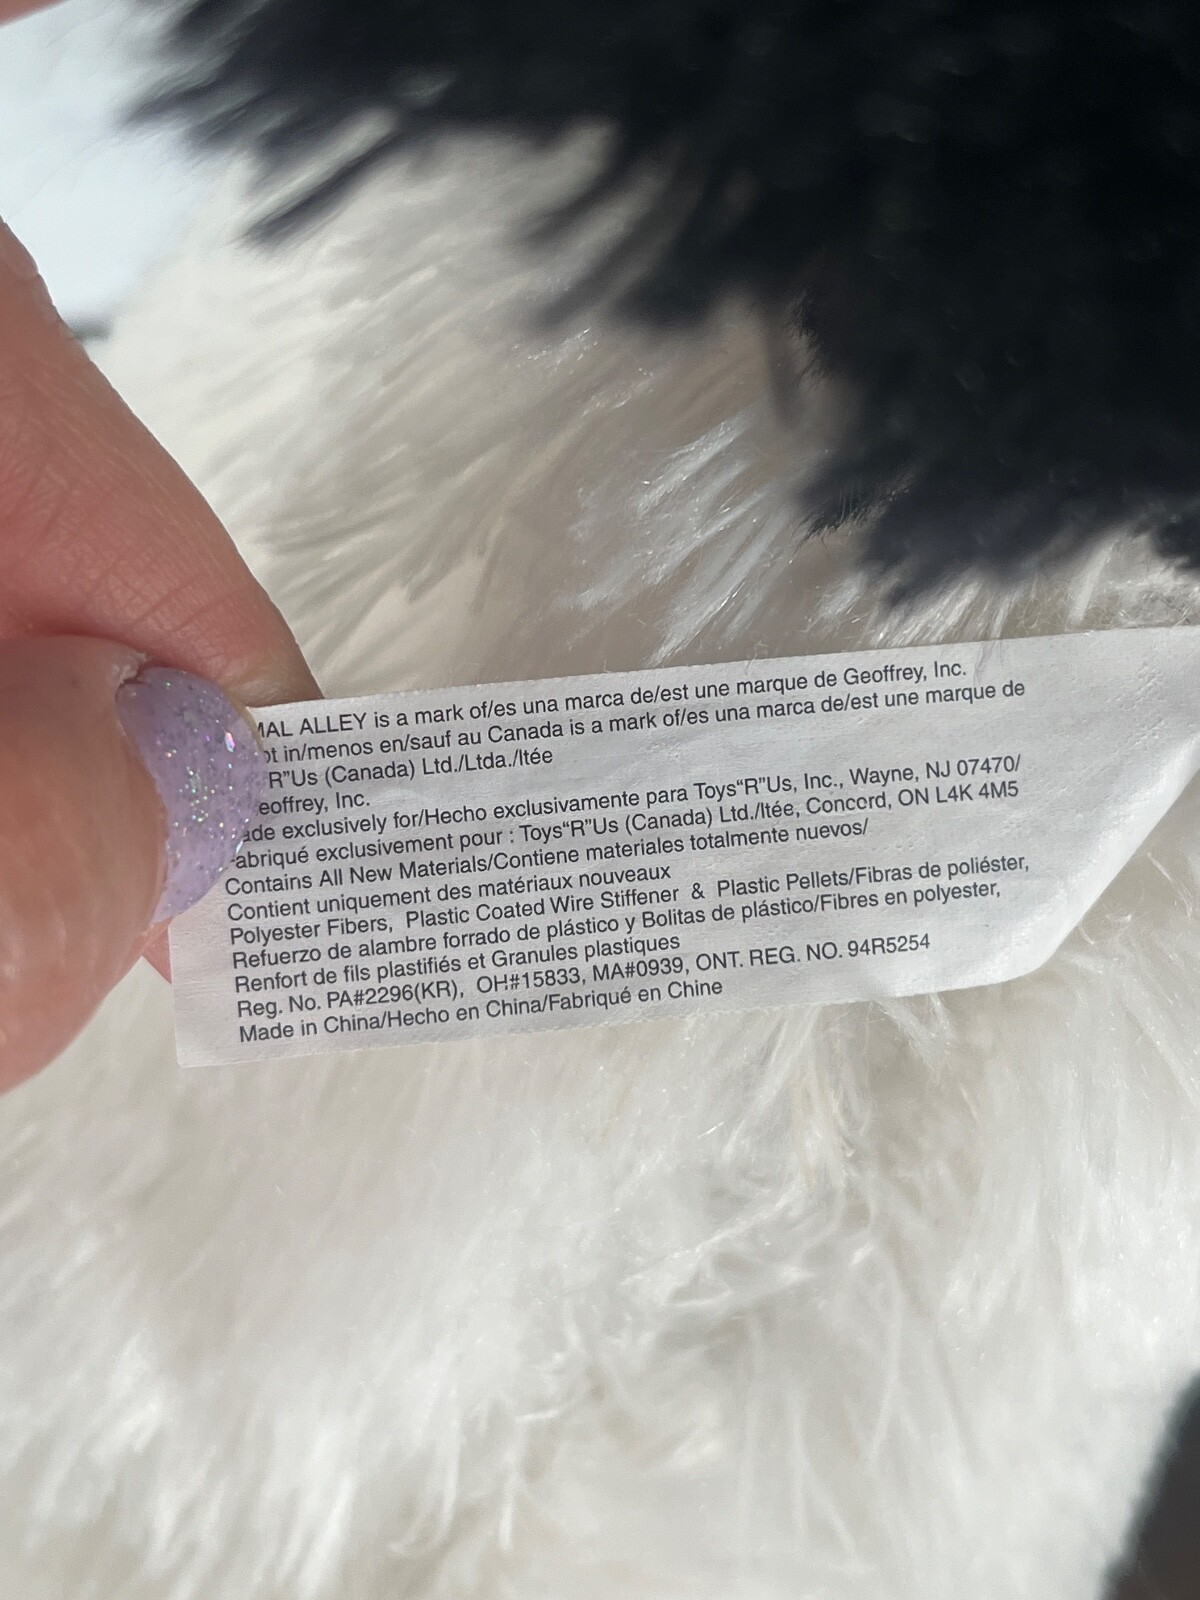 MAL ALLEY is a mark of/es una marca de/est une marque de Geoffrey, Inc.
in/menos en/sauf au Canada is a mark of/es una marca de/est une marque de
R"Us (Canada) Ltd./Ltda./ltée
eoffrey, Inc.
ade exclusively for/Hecho exclusivamente para Toys“R”Us, Inc., Wayne, NJ 07470/
abriqué exclusivement pour : Toys“R”Us (Canada) Ltd./ltée, Concord, ON L4K 4M5
Contains All New Materials/Contiene materiales totalmente nuevos/
Contient uniquement des matériaux nouveaux
Polyester Fibers, Plastic Coated Wire Stiffener & Plastic Pellets/Fibras de poliéster,
Refuerzo de alambre forrado de plástico y Bolitas de plástico/Fibres en polyester,
Renfort de fils plastifiés et Granules plastiques
Reg. No. PA#2296(KR), OH#15833, MA#0939, ONT. REG. NO. 94R5254
Made in China/Hecho en China/Fabriqué en Chine